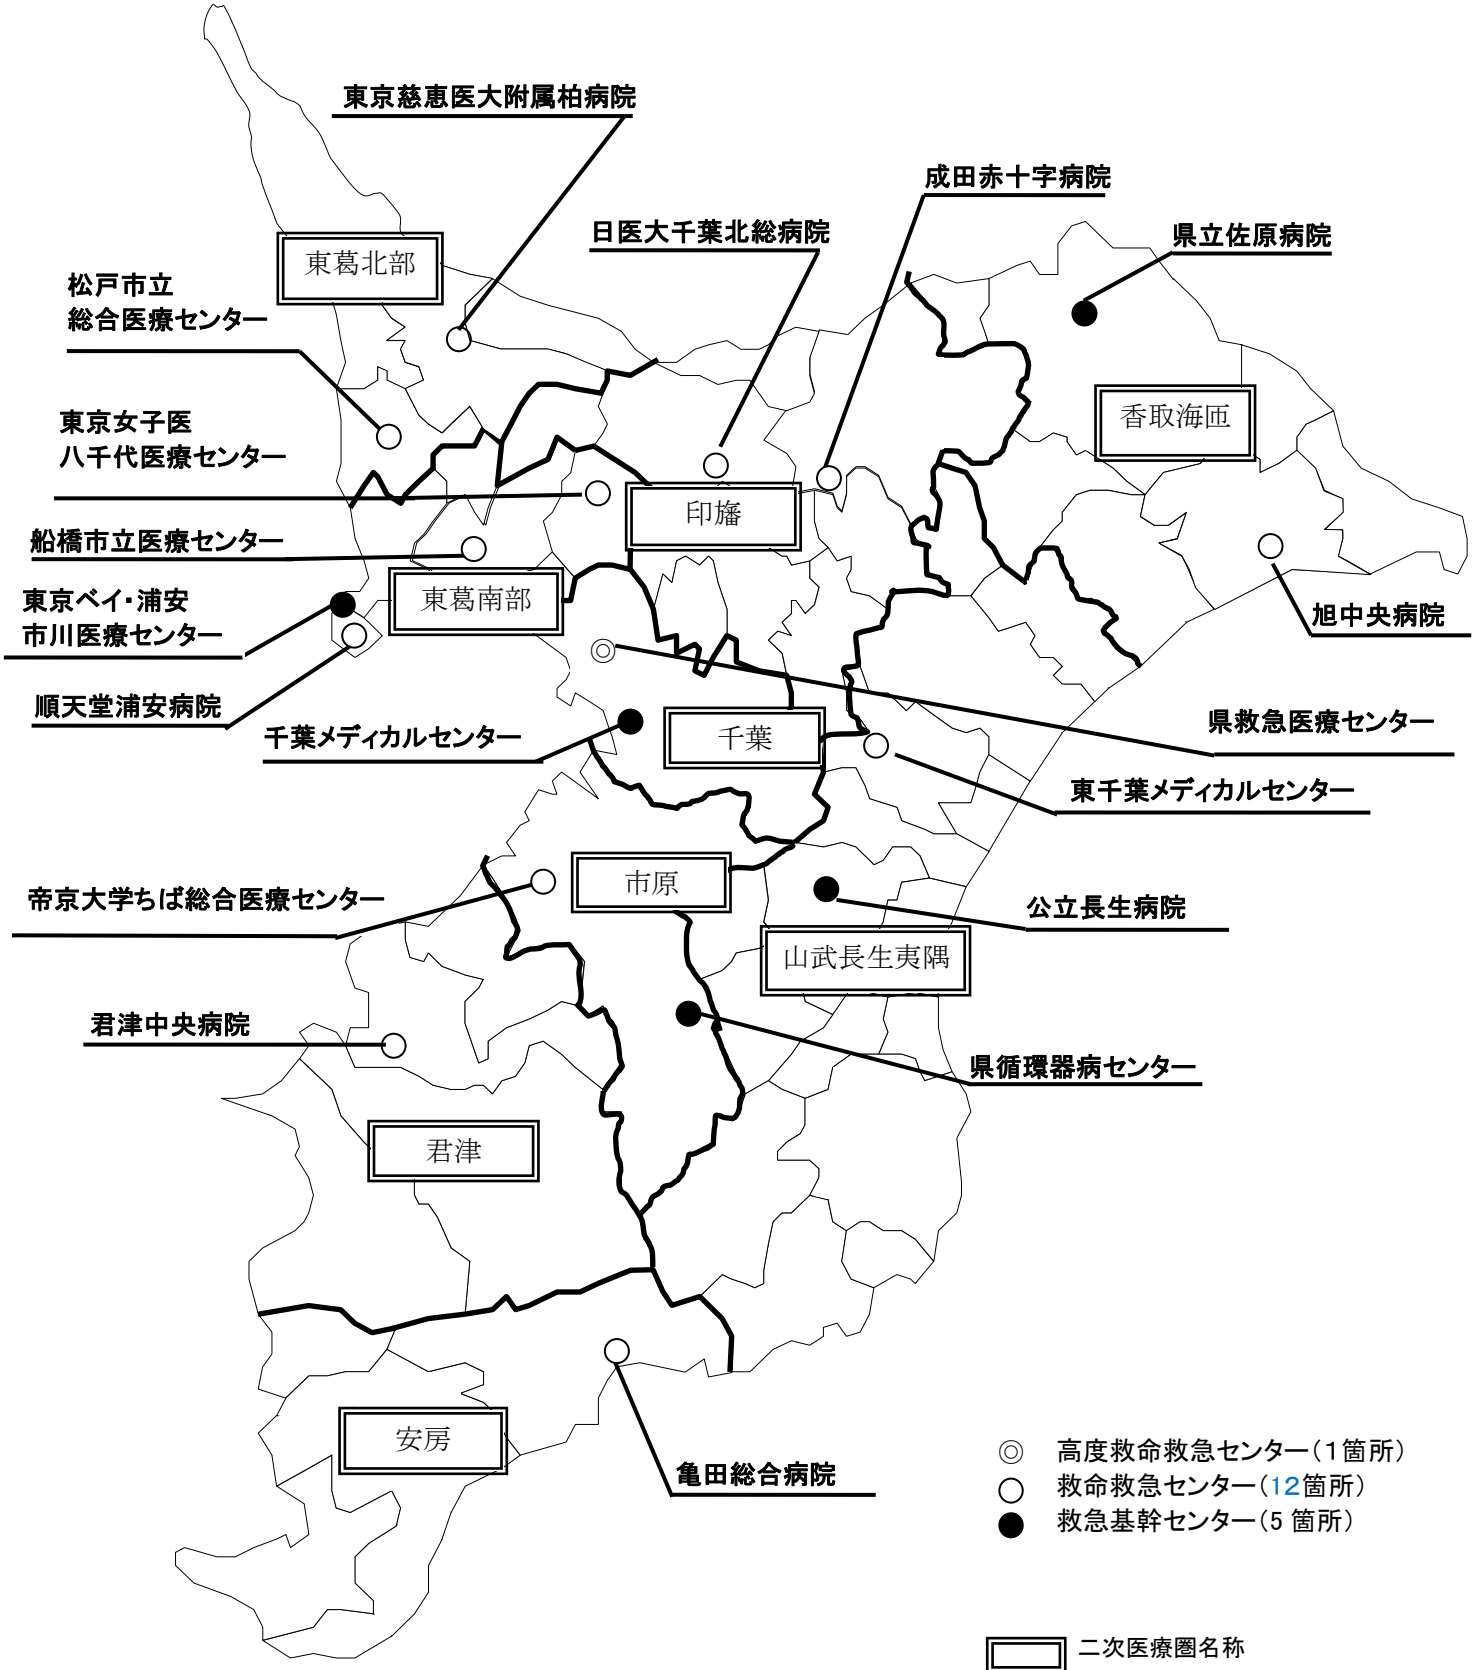 東京慈恵医大附属柏病院
成田赤十字病院
日医大千葉北総病院
県立佐原病院
東葛北部
松戸市立
総合医療センター
香取海匝
東京女子医
八千代医療センター
印旛
船橋市立医療センター
東葛南部
東京ベイ・浦安
市川医療センター
旭中央病院
順天堂浦安病院
千葉メディカルセンター
千葉
県救急医療センター
東千葉メディカルセンター
市原
帝京大学ちば総合医療センター
公立長生病院
山武長生夷隅
君津中央病院
県循環器病センター
君津
安房
亀田総合病院
◎ 高度救命救急センター（１箇所）
○ 救命救急センター（12箇所）
● 救急基幹センター（5 箇所）
二次医療圏名称